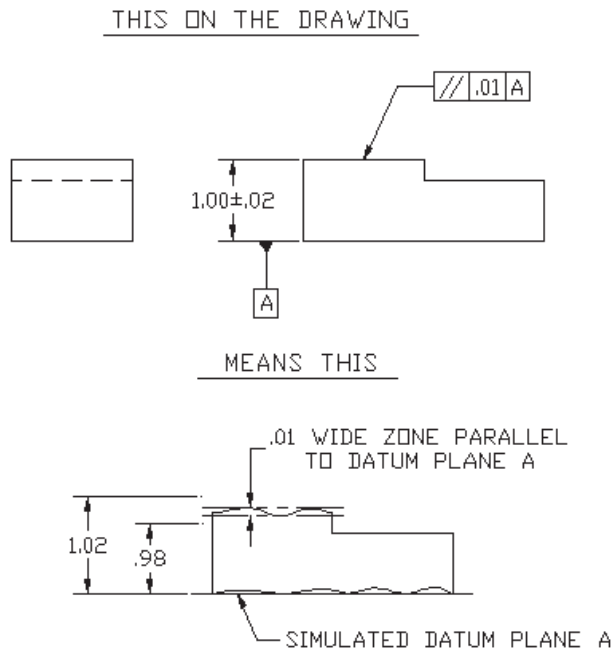 THIS ON THE DRAWING
// .01 A
1.00±.02
A
MEANS THIS
.01 WIDE ZONE PARALLEL
TO DATUM PLANE A
1.02
.98
SIMULATED DATUM PLANE A